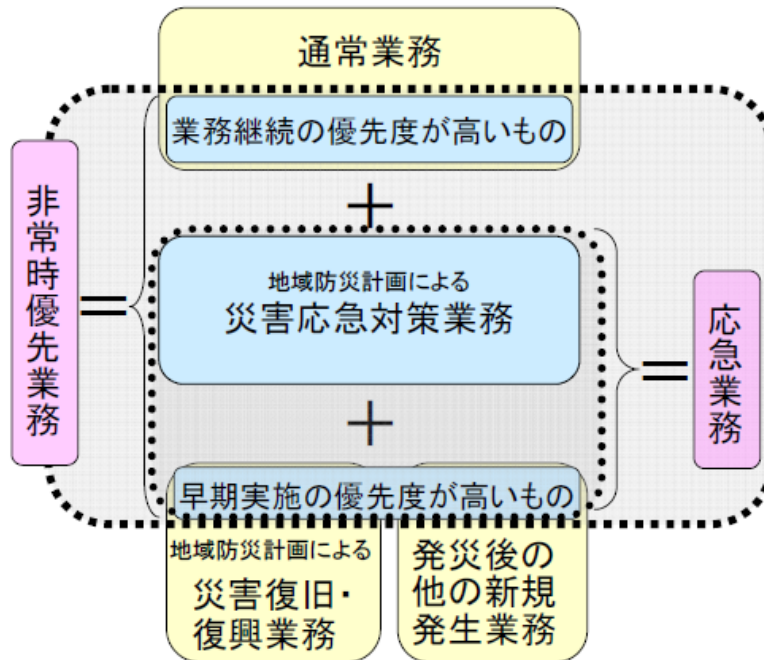 通常業務
業務継続の優先度が高いもの
+
非常時優先業務
=
地域防災計画による
災害応急対策業務
=
応急業務
+
早期実施の優先度が高いもの
地域防災計画による
災害復旧・
復興業務
発災後の
他の新規
発生業務